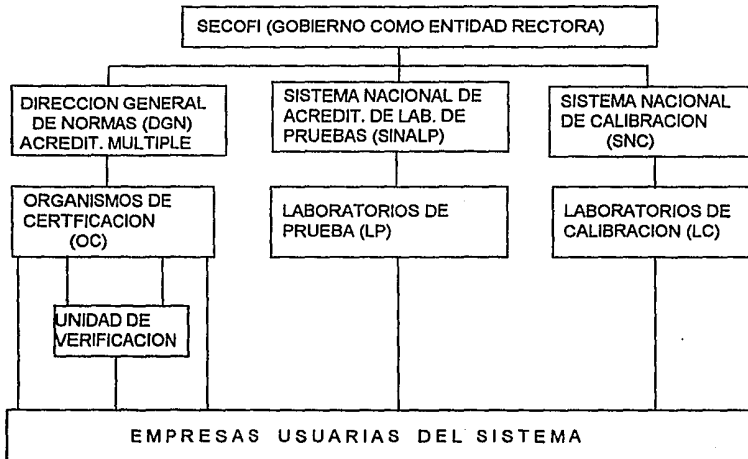 SECOFI (GOBIERNO COMO ENTIDAD RECTORA)
DIRECCION GENERAL
DE NORMAS (DGN)
ACREDIT. MULTIPLE
SISTEMA NACIONAL DE
ACREDIT. DE LAB. DE
PRUEBAS (SINALP)
SISTEMA NACIONAL
DE CALIBRACION
(SNC)
ORGANISMOS DE
CERTFICACION
(OC)
LABORATORIOS DE
PRUEBA (LP)
LABORATORIOS DE
CALIBRACION (LC)
UNIDAD DE
VERIFICACION
EMPRESAS USUARIAS DEL SISTEMA